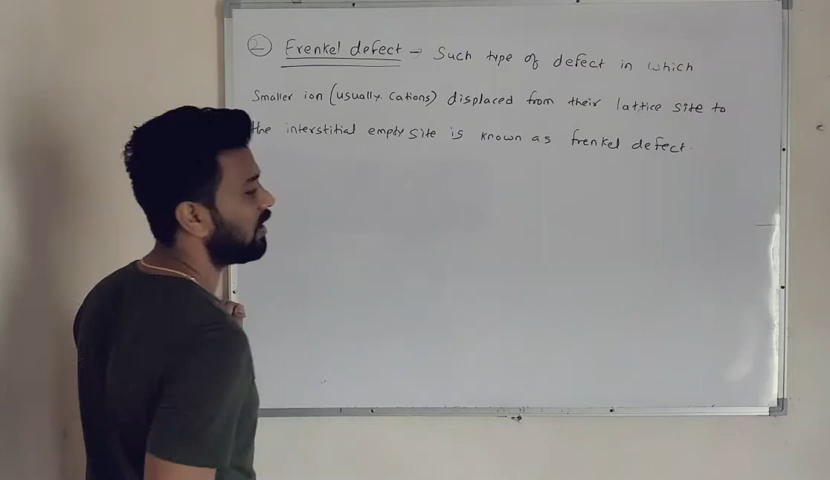 ② Frenkel defect → Such type of defect in which
Smaller ion (usually cations) displaced from their lattice site to
the interstitial empty site is known as frenkel defect.